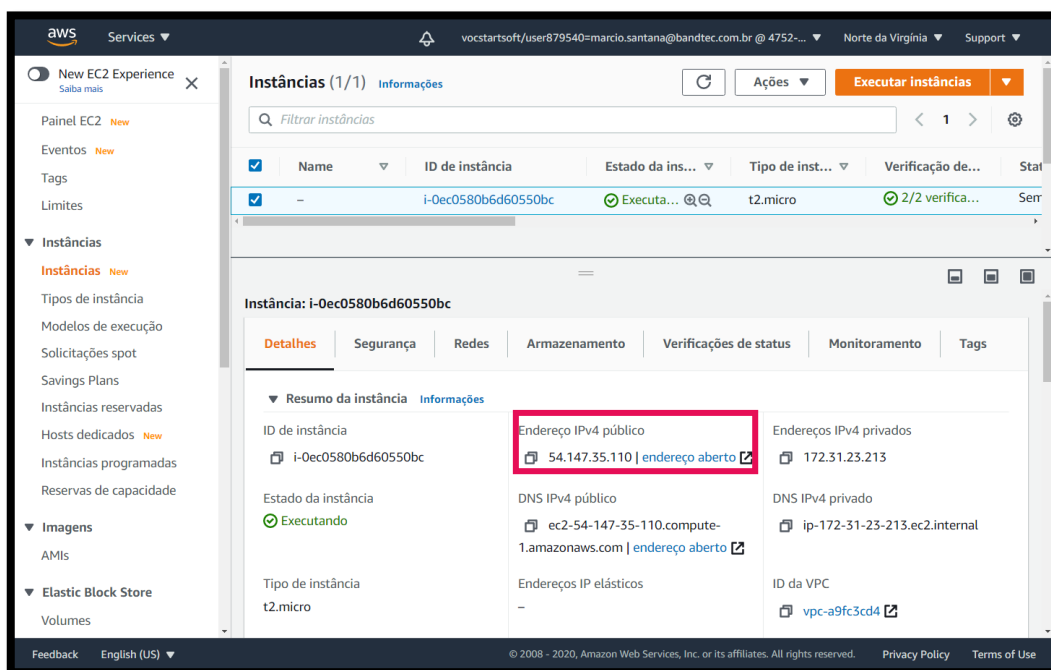 aws Services ▼ vocstartsoft/user879540=marcio.santana@bandtec.com.br @ 4752-... ▼ Norte da Virgínia ▼ Support ▼
New EC2 Experience
Saiba mais
Painel EC2 New
Eventos New
Tags
Limites
▼ Instâncias
Instâncias New
Tipos de instância
Modelos de execução
Solicitações spot
Savings Plans
Instâncias reservadas
Hosts dedicados New
Instâncias programadas
Reservas de capacidade
▼ Imagens
AMIs
▼ Elastic Block Store
Volumes
Instâncias (1/1) Informações Ações ▼ Executar instâncias ▼
Filtrar instâncias < 1 >
Name ID de instância Estado da ins... Tipo de inst... Verificação de... Stat
– i-0ec0580b6d60550bc Executa... t2.micro 2/2 verifica... Sem
Instância: i-0ec0580b6d60550bc
Detalhes Segurança Redes Armazenamento Verificações de status Monitoramento Tags
▼ Resumo da instância Informações
ID de instância
i-0ec0580b6d60550bc
Endereço IPv4 público
54.147.35.110 | endereço aberto
Endereços IPv4 privados
172.31.23.213
Estado da instância
Executando
DNS IPv4 público
ec2-54-147-35-110.compute-
1.amazonaws.com | endereço aberto
DNS IPv4 privado
ip-172-31-23-213.ec2.internal
Tipo de instância
t2.micro
Endereços IP elásticos
–
ID da VPC
vpc-a9fc3cd4
Feedback English (US) ▼ © 2008 - 2020, Amazon Web Services, Inc. or its affiliates. All rights reserved. Privacy Policy Terms of Use